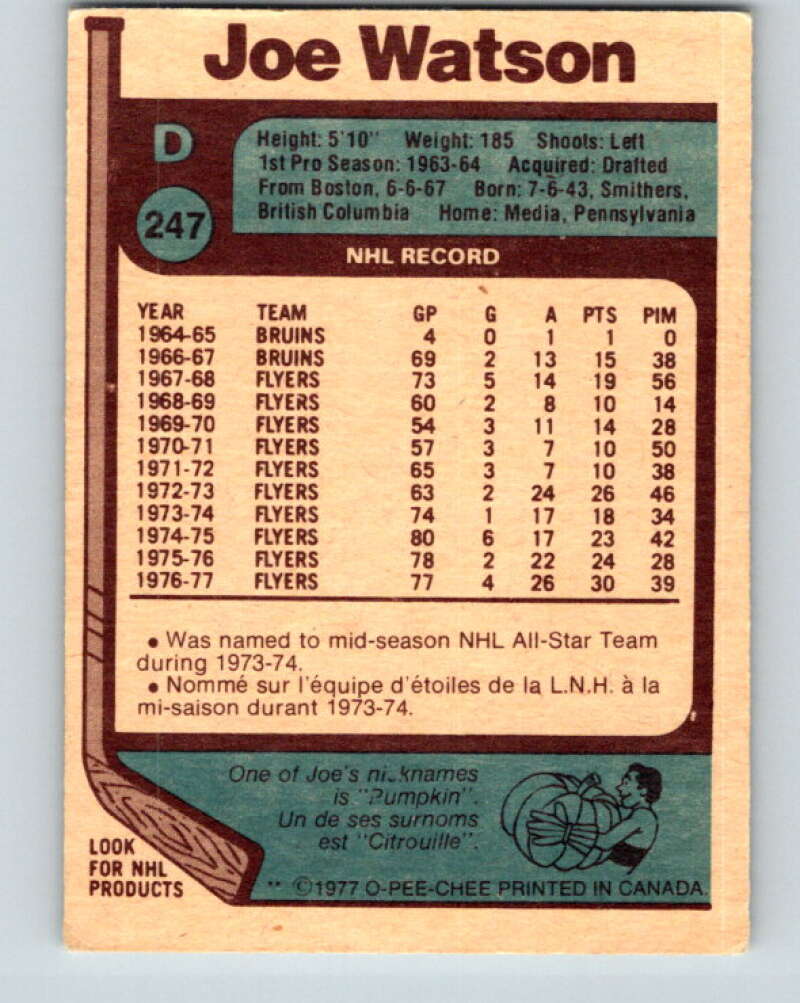 Joe Watson
D
247
Height: 5'10" Weight: 185 Shoots: Left
1st Pro Season: 1963-64 Acquired: Drafted
From Boston, 6-6-67 Born: 7-6-43, Smithers,
British Columbia Home: Media, Pennsylvania
NHL RECORD
YEAR TEAM GP G A PTS PIM
1964-65 BRUINS 4 0 1 1 0
1966-67 BRUINS 69 2 13 15 38
1967-68 FLYERS 73 5 14 19 56
1968-69 FLYERS 60 2 8 10 14
1969-70 FLYERS 54 3 11 14 28
1970-71 FLYERS 57 3 7 10 50
1971-72 FLYERS 65 3 7 10 38
1972-73 FLYERS 63 2 24 26 46
1973-74 FLYERS 74 1 17 18 34
1974-75 FLYERS 80 6 17 23 42
1975-76 FLYERS 78 2 22 24 28
1976-77 FLYERS 77 4 26 30 39
• Was named to mid-season NHL All-Star Team
during 1973-74.
• Nommé sur l'équipe d'étoiles de la L.N.H. à la
mi-saison durant 1973-74.
One of Joe's nicknames
is "Pumpkin".
Un de ses surnoms
est "Citrouille".
LOOK
FOR NHL
PRODUCTS
** ©1977 O-PEE-CHEE PRINTED IN CANADA.